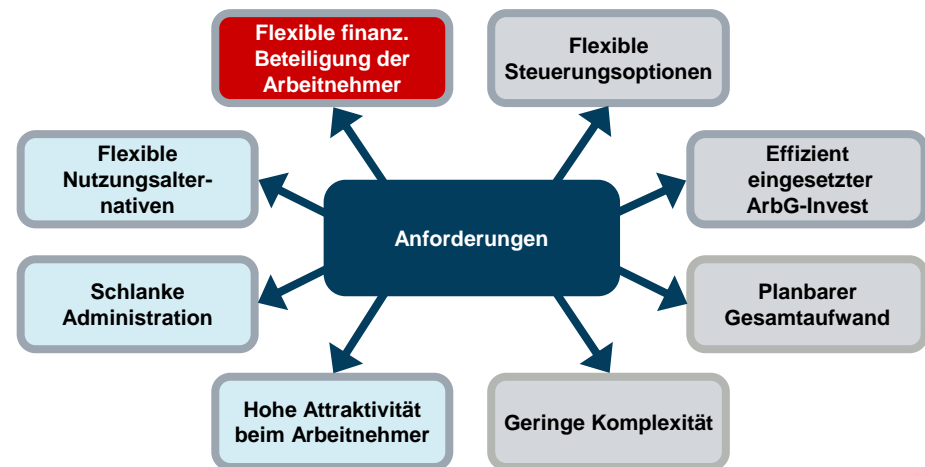 Flexible finanz.
Beteiligung der
Arbeitnehmer
Flexible
Steuerungsoptionen
Flexible
Nutzungsalter-
nativen
Effizient
eingesetzter
ArbG-Invest
Anforderungen
Schlanke
Administration
Planbarer
Gesamtaufwand
Hohe Attraktivität
beim Arbeitnehmer
Geringe Komplexität